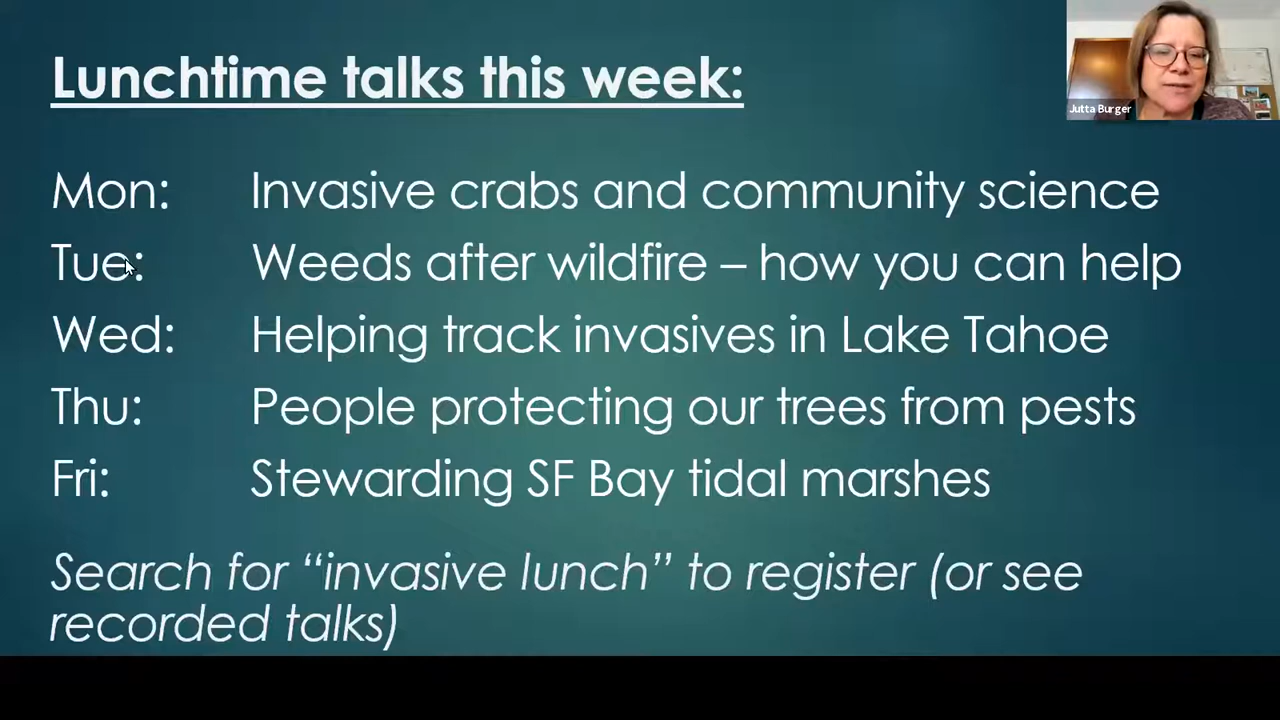 Lunchtime talks this week:
Jutta Burger
Mon: Invasive crabs and community science
Tue: Weeds after wildfire – how you can help
Wed: Helping track invasives in Lake Tahoe
Thu: People protecting our trees from pests
Fri: Stewarding SF Bay tidal marshes
Search for “invasive lunch” to register (or see
recorded talks)